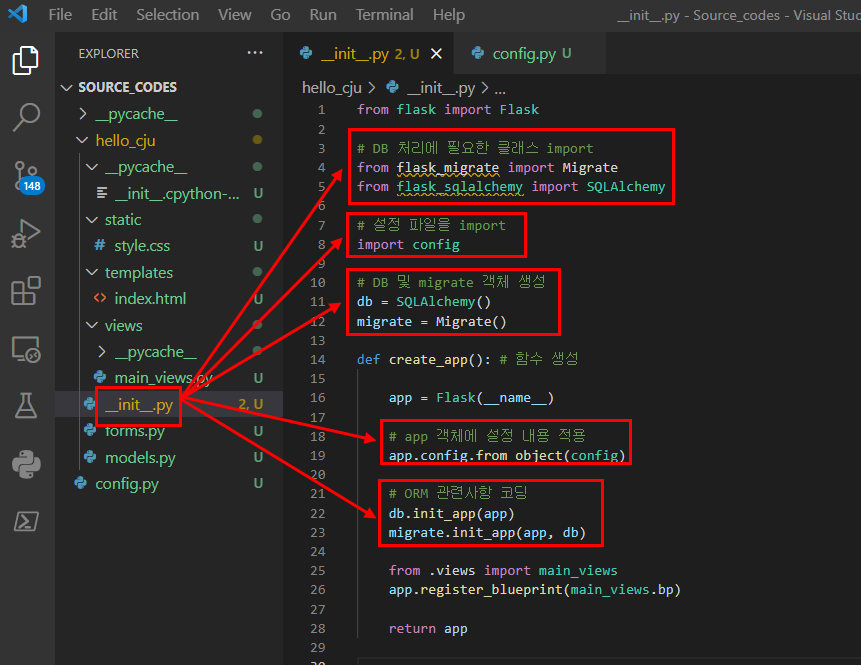 File Edit Selection View Go Run Terminal Help __init__.py - Source_codes - Visual Stu
EXPLORER ...
SOURCE_CODES
__pycache__
hello_cju
__pycache__
__init__.cpython-... U
static
# style.css U
templates
<> index.html U
views
__pycache__
main_views.py U
__init__.py 2, U
forms.py U
models.py U
config.py U
148
__init__.py 2, U × config.py U
hello_cju > __init__.py > ...
1 from flask import Flask
2
3 # DB 처리에 필요한 클래스 import
4 from flask_migrate import Migrate
5 from flask_sqlalchemy import SQLAlchemy
6
7 # 설정 파일을 import
8 import config
9
10 # DB 및 migrate 객체 생성
11 db = SQLAlchemy()
12 migrate = Migrate()
13
14 def create_app(): # 함수 생성
15
16 app = Flask(__name__)
17
18 # app 객체에 설정 내용 적용
19 app.config.from_object(config)
20
21 # ORM 관련사항 코딩
22 db.init_app(app)
23 migrate.init_app(app, db)
24
25 from .views import main_views
26 app.register_blueprint(main_views.bp)
27
28 return app
29
30